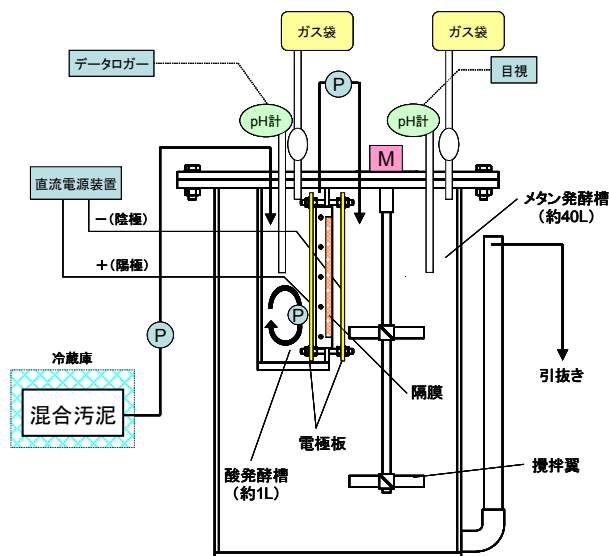 ガス袋
ガス袋
データロガー
P
目視
pH計
pH計
M
直流電源装置
−(陰極)
+(陽極)
メタン発酵槽
(約40L)
P
P
冷蔵庫
混合汚泥
隔膜
引抜き
電極板
酸発酵槽
(約1L)
攪拌翼